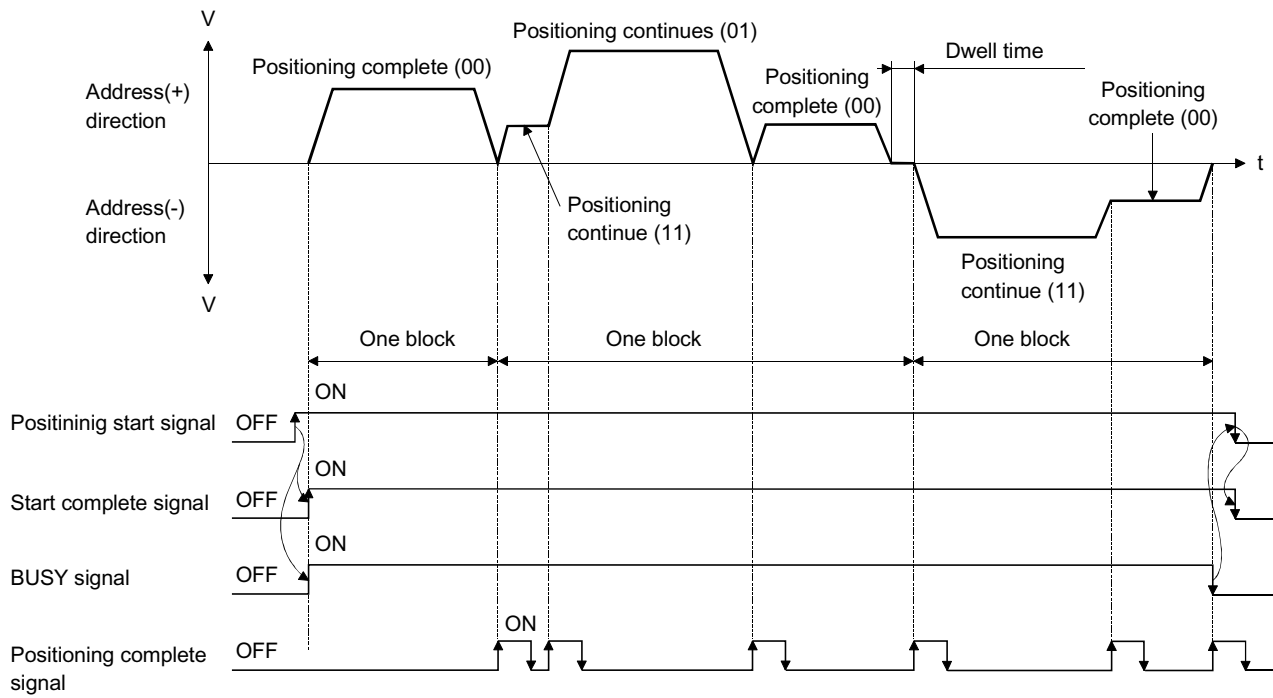 V
Positioning continues (01)
Positioning complete (00)
Dwell time
Positioning
complete (00)
Positioning
complete (00)
Address(+)
direction
t
Address(-)
direction
Positioning
continue (11)
Positioning
continue (11)
V
One block
One block
One block
ON
Positininig start signal
OFF
ON
Start complete signal
OFF
ON
BUSY signal
OFF
ON
Positioning complete
signal
OFF